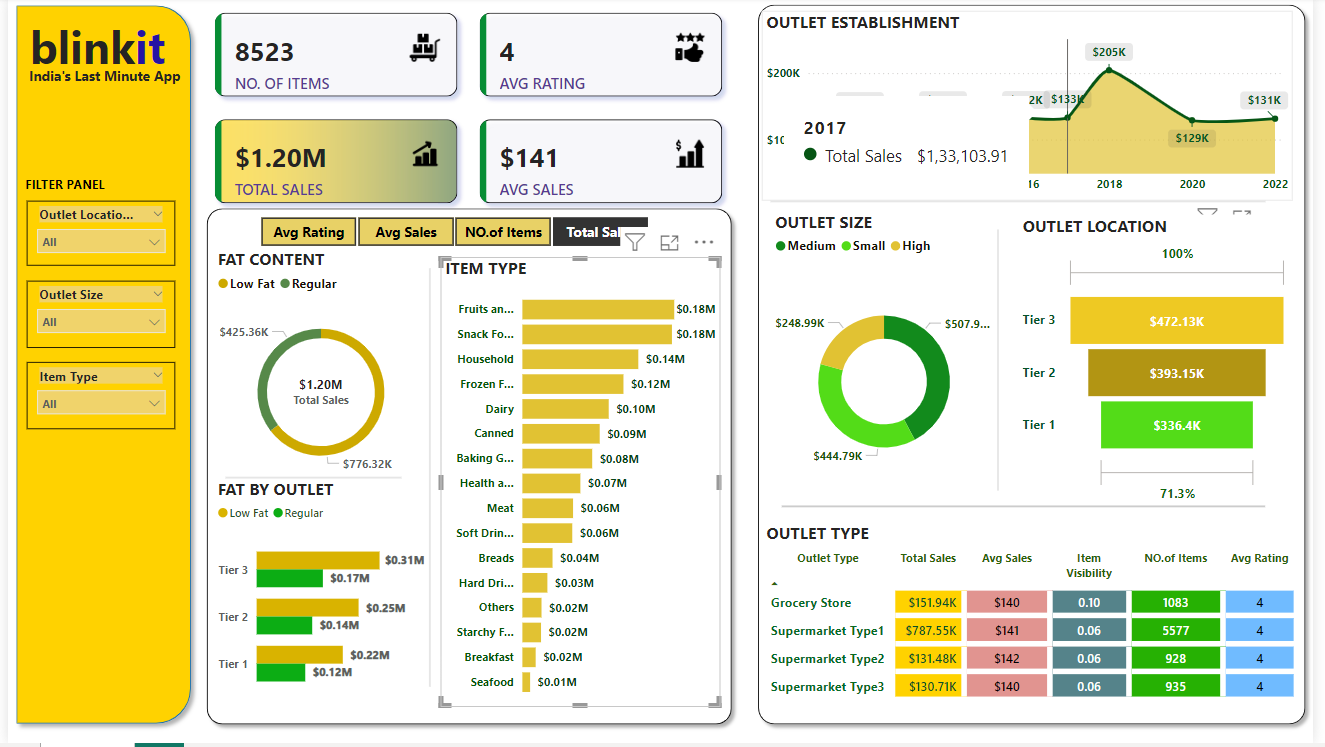 blinkit
India's Last Minute App
FILTER PANEL
Outlet Locatio...
All
Outlet Size
All
Item Type
All
8523
NO. OF ITEMS
4
AVG RATING
$1.20M
TOTAL SALES
$141
AVG SALES
Avg Rating
Avg Sales
NO.of Items
Total Sal
FAT CONTENT
Low Fat
Regular
$425.36K
$1.20M
Total Sales
$776.32K
FAT BY OUTLET
Low Fat
Regular
Tier 3
$0.31M
$0.17M
Tier 2
$0.25M
$0.14M
Tier 1
$0.22M
$0.12M
ITEM TYPE
Fruits an... $0.18M
Snack Fo... $0.18M
Household $0.14M
Frozen F... $0.12M
Dairy $0.10M
Canned $0.09M
Baking G... $0.08M
Health a... $0.07M
Meat $0.06M
Soft Drin... $0.06M
Breads $0.04M
Hard Dri... $0.03M
Others $0.02M
Starchy F... $0.02M
Breakfast $0.02M
Seafood $0.01M
OUTLET ESTABLISHMENT
$205K
$200K
2K
$133K
$131K
$129K
$10
2017
Total Sales $1,33,103.91
16 2018 2020 2022
OUTLET SIZE
Medium
Small
High
$248.99K
$507.9...
$444.79K
OUTLET LOCATION
100%
Tier 3 $472.13K
Tier 2 $393.15K
Tier 1 $336.4K
71.3%
OUTLET TYPE
Outlet Type Total Sales Avg Sales Item Visibility NO.of Items Avg Rating
Grocery Store $151.94K $140 0.10 1083 4
Supermarket Type1 $787.55K $141 0.06 5577 4
Supermarket Type2 $131.48K $142 0.06 928 4
Supermarket Type3 $130.71K $140 0.06 935 4